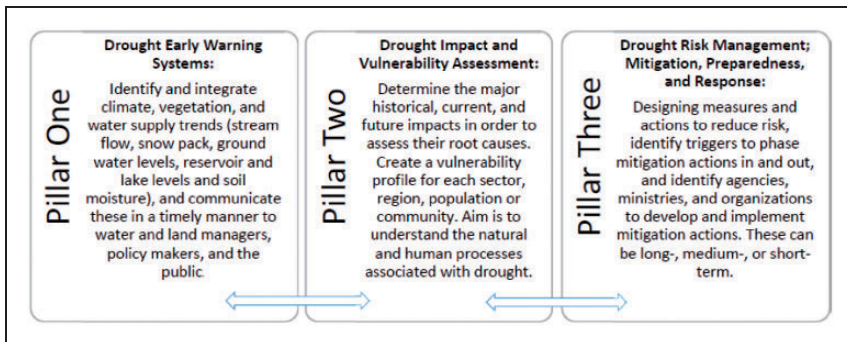 Pillar One
Drought Early Warning
Systems:
Identify and integrate
climate, vegetation, and
water supply trends (stream
flow, snow pack, ground
water levels, reservoir and
lake levels and soil
moisture), and communicate
these in a timely manner to
water and land managers,
policy makers, and the
public.
Pillar Two
Drought Impact and
Vulnerability Assessment:
Determine the major
historical, current, and
future impacts in order to
assess their root causes.
Create a vulnerability
profile for each sector,
region, population or
community. Aim is to
understand the natural
and human processes
associated with drought.
Pillar Three
Drought Risk Management;
Mitigation, Preparedness,
and Response:
Designing measures and
actions to reduce risk,
identify triggers to phase
mitigation actions in and out,
and identify agencies,
ministries, and organizations
to develop and implement
mitigation actions. These can
be long-, medium-, or short-
term.